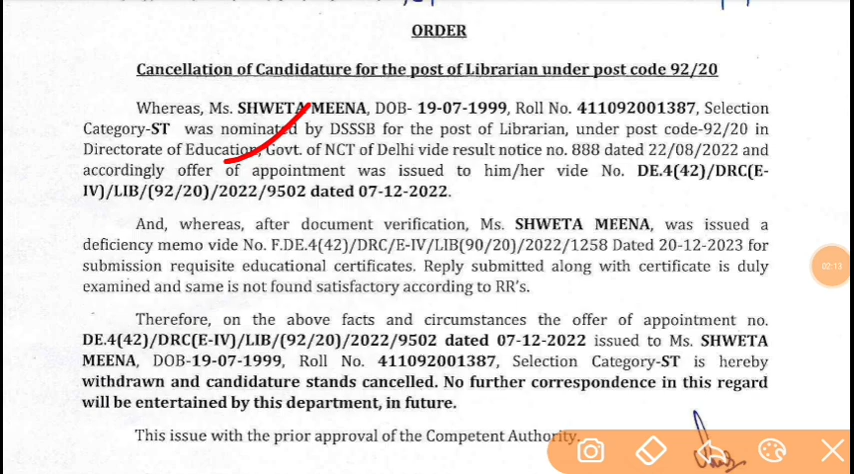 ORDER
Cancellation of Candidature for the post of Librarian under post code 92/20
Whereas, Ms. SHWETA MEENA, DOB- 19-07-1999, Roll No. 411092001387, Selection
Category-ST was nominated by DSSSB for the post of Librarian, under post code-92/20 in
Directorate of Education, Govt. of NCT of Delhi vide result notice no. 888 dated 22/08/2022 and
accordingly offer of appointment was issued to him/her vide No. DE.4(42)/DRC(E-
IV)/LIB/(92/20)/2022/9502 dated 07-12-2022.
And, whereas, after document verification, Ms. SHWETA MEENA, was issued a
deficiency memo vide No. F.DE.4(42)/DRC/E-IV/LIB(90/20)/2022/1258 Dated 20-12-2023 for
submission requisite educational certificates. Reply submitted along with certificate is duly
examined and same is not found satisfactory according to RR's.
Therefore, on the above facts and circumstances the offer of appointment no.
DE.4(42)/DRC(E-IV)/LIB/(92/20)/2022/9502 dated 07-12-2022 issued to Ms. SHWETA
MEENA, DOB-19-07-1999, Roll No. 411092001387, Selection Category-ST is hereby
withdrawn and candidature stands cancelled. No further correspondence in this regard
will be entertained by this department, in future.
This issue with the prior approval of the Competent Authority.
02:13